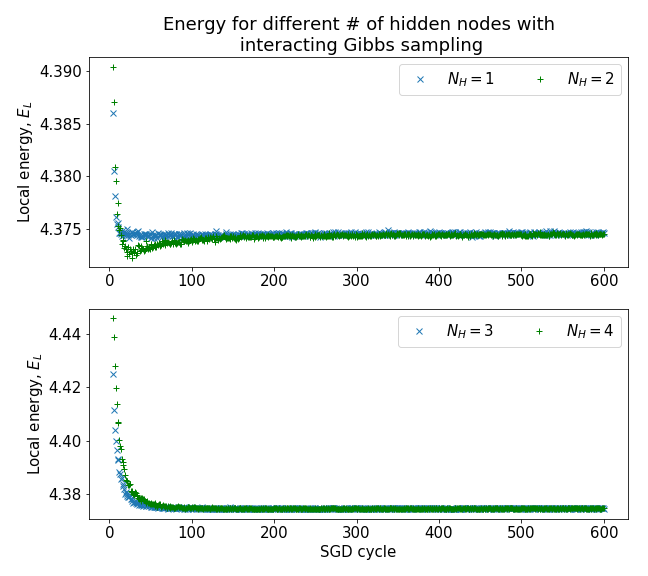 Energy for different # of hidden nodes with
interacting Gibbs sampling
4.390
4.385
4.380
4.375
Local energy, E_L
N_H = 1
N_H = 2
0 100 200 300 400 500 600
4.44
4.42
4.40
4.38
Local energy, E_L
N_H = 3
N_H = 4
0 100 200 300 400 500 600
SGD cycle